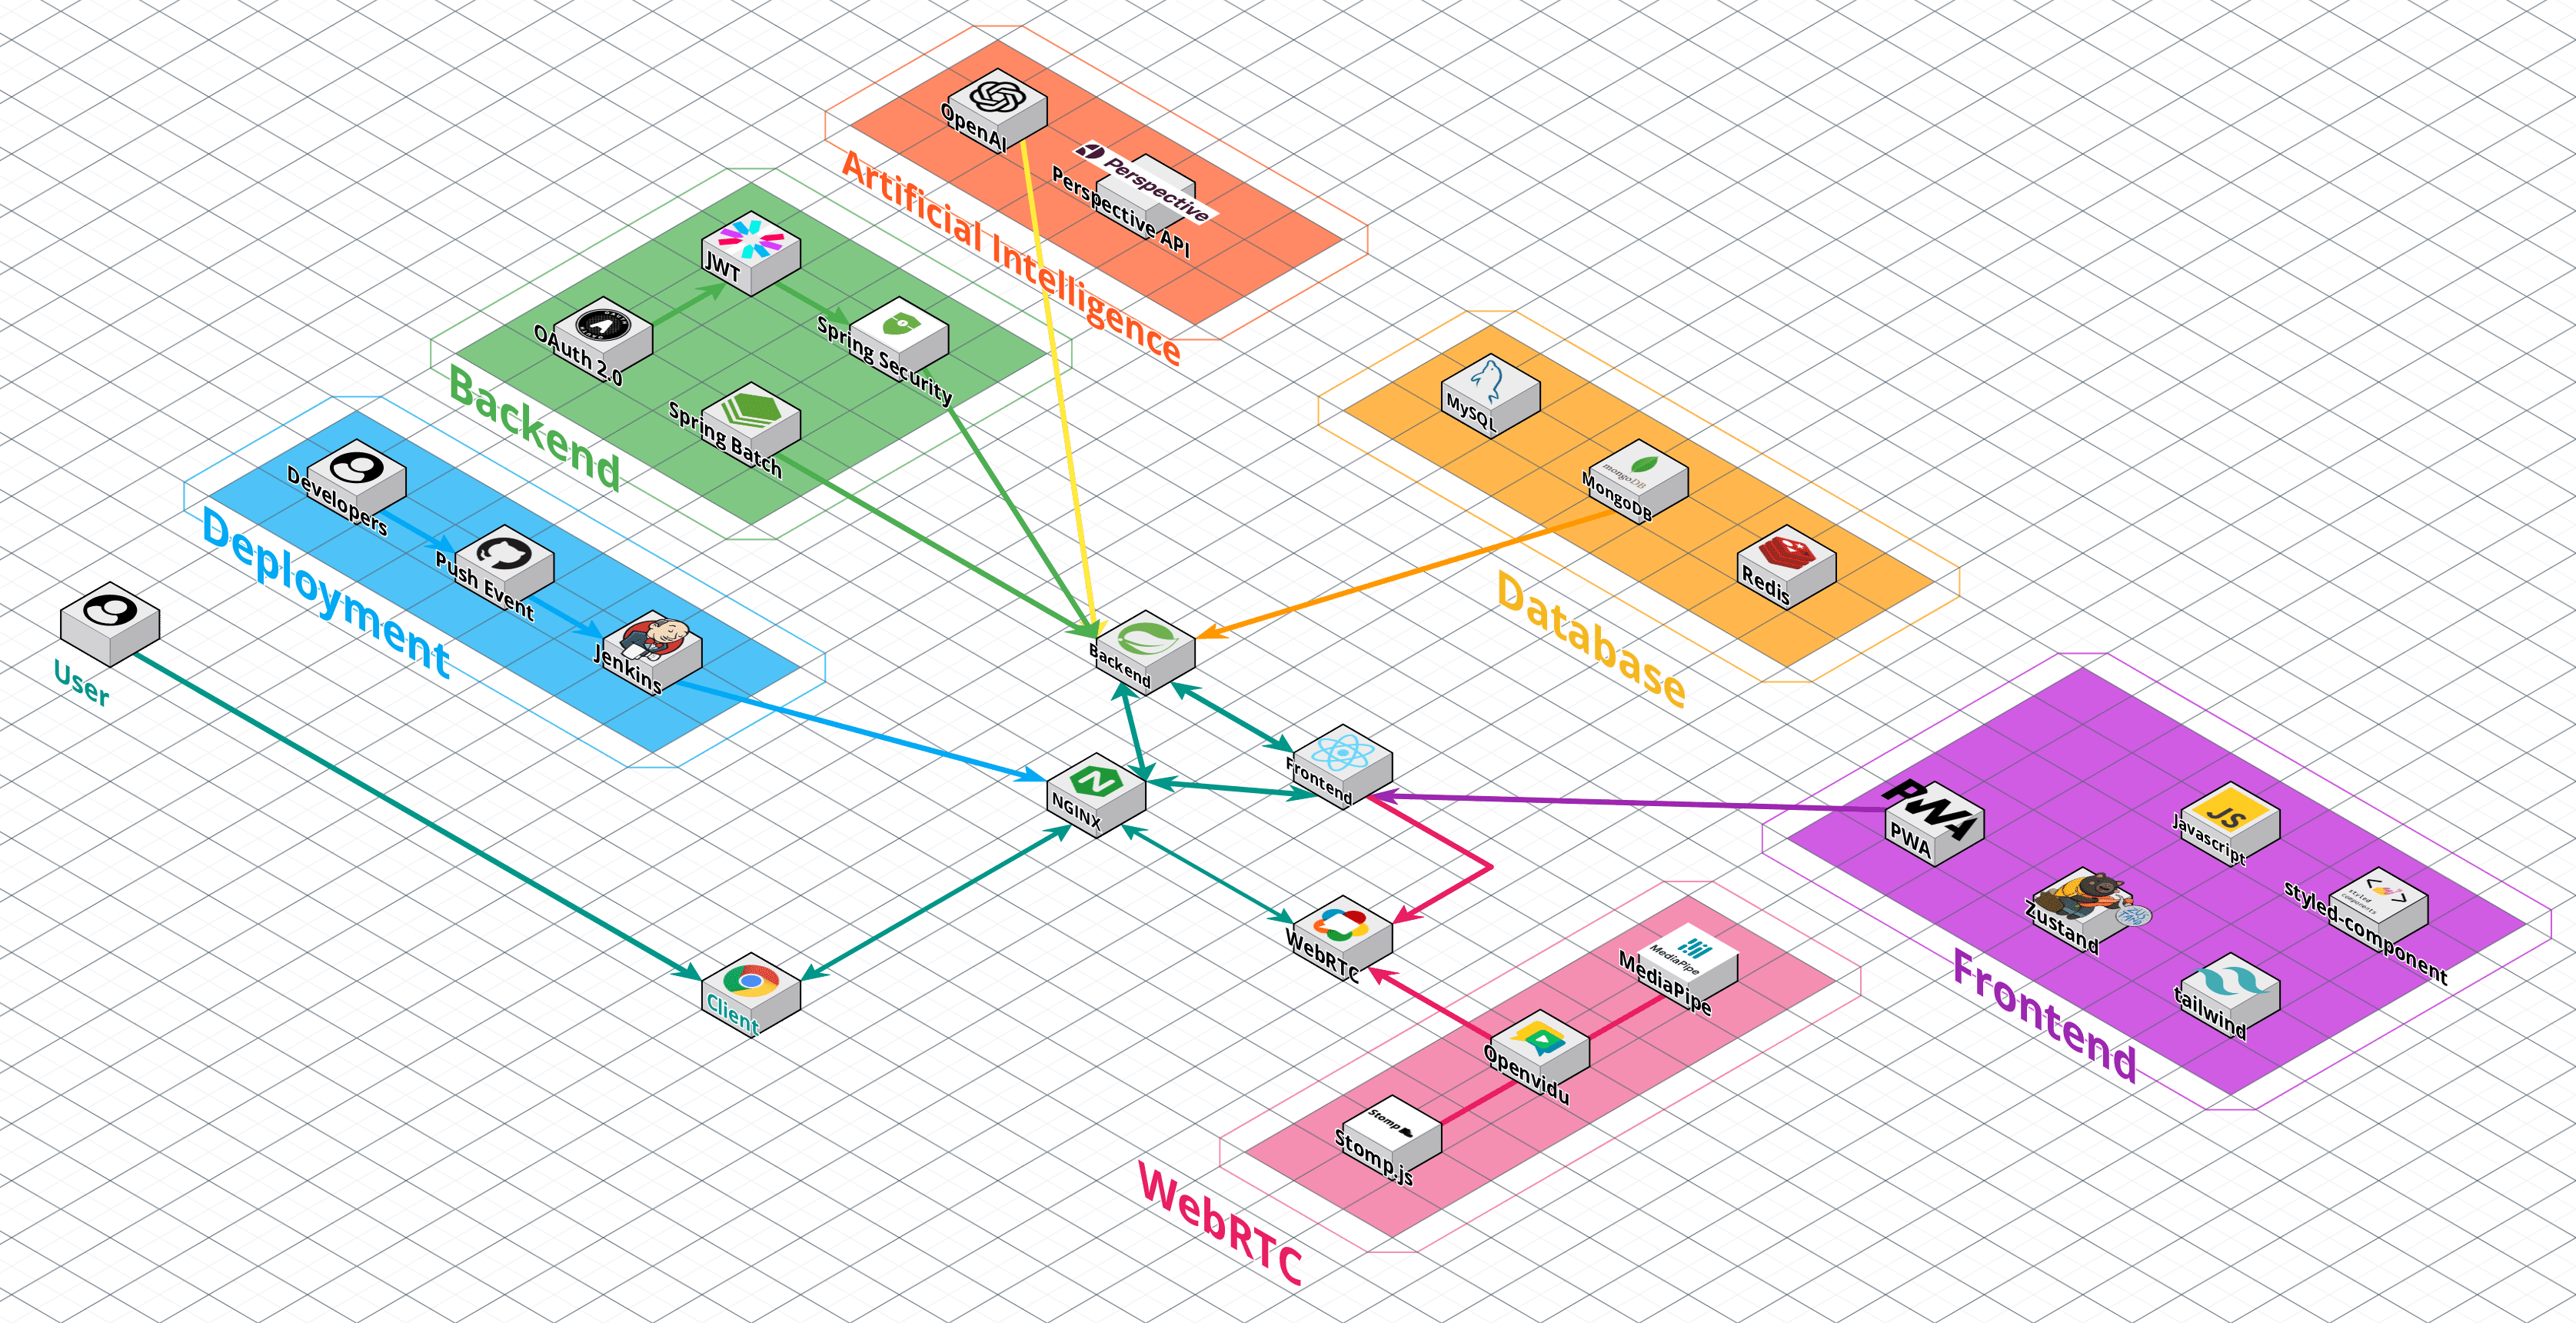 OpenAI
Perspective
Perspective API
Artificial Intelligence
JWT
OAuth 2.0
Spring Security
Spring Batch
Backend
MySQL
mongoDB
MongoDB
Redis
Database
Developers
Push Event
Jenkins
Deployment
User
Backend
Frontend
NGINX
WebRTC
Client
PWA
PWA
JS
Javascript
Zustand
styled
components
styled-component
tailwind
Frontend
MediaPipe
MediaPipe
Openvidu
Stomp
Stomp.js
WebRTC